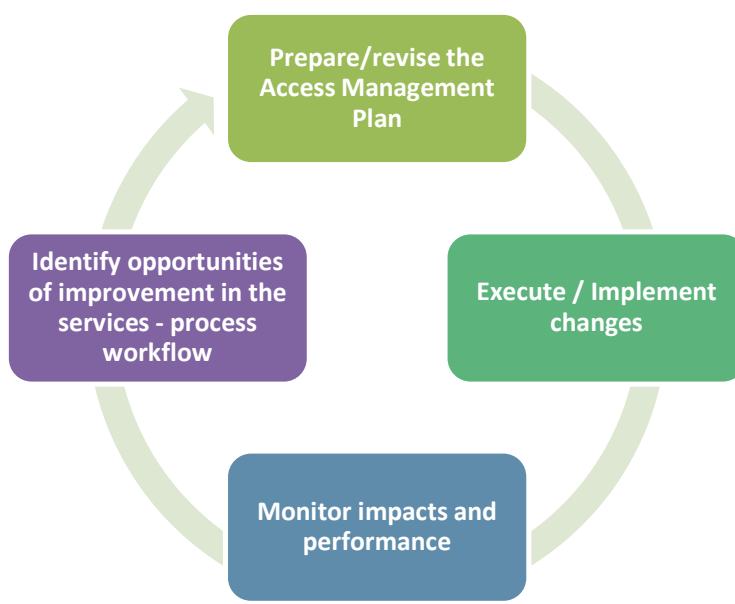 Prepare/revise the
Access Management
Plan
Execute / Implement
changes
Monitor impacts and
performance
Identify opportunities
of improvement in the
services - process
workflow